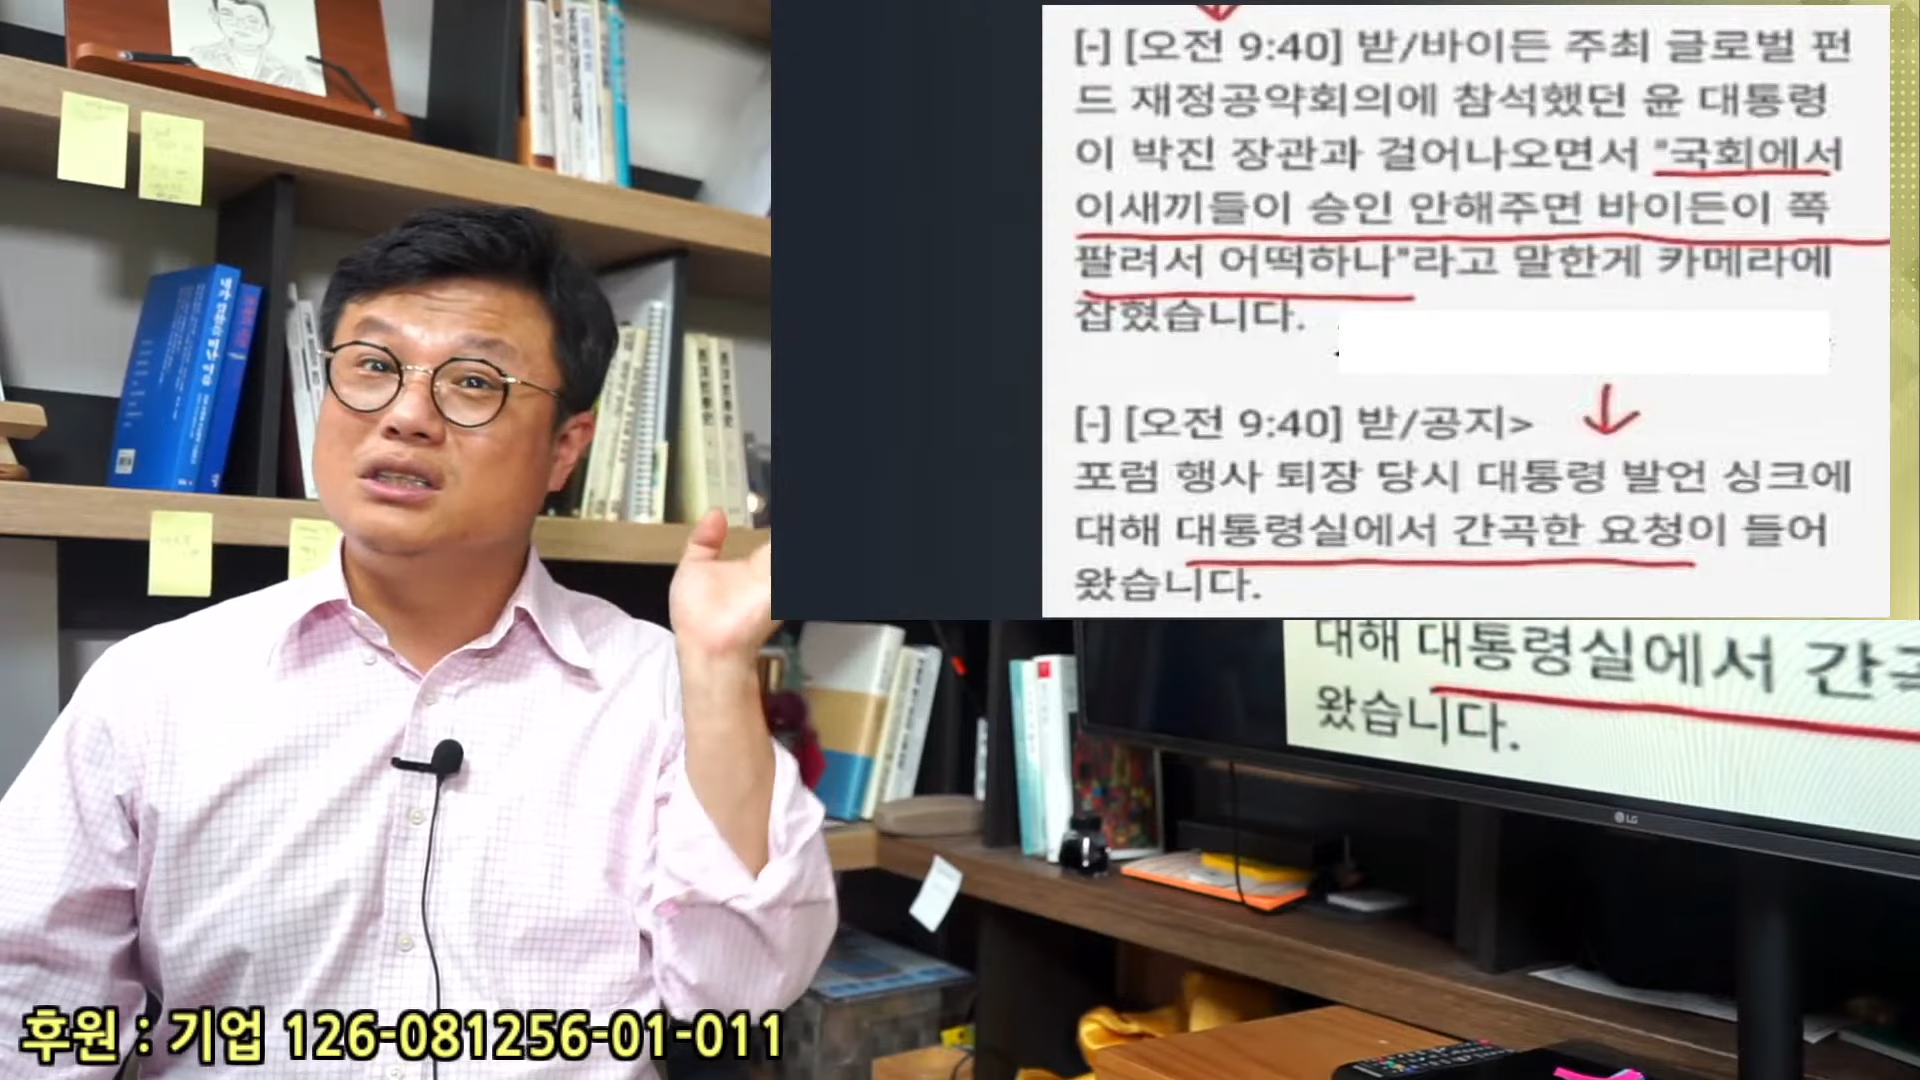 [-] [오전 9:40] 받/바이든 주최 글로벌 펀
드 재정공약회의에 참석했던 윤 대통령
이 박진 장관과 걸어나오면서 "국회에서
이새끼들이 승인 안해주면 바이든이 쪽
팔려서 어떡하나"라고 말한게 카메라에
잡혔습니다.
[-] [오전 9:40] 받/공지>
포럼 행사 퇴장 당시 대통령 발언 싱크에
대해 대통령실에서 간곡한 요청이 들어
왔습니다.
대해 대통령실에서 간곡
왔습니다.
LG
후원 : 기업 126-081256-01-011